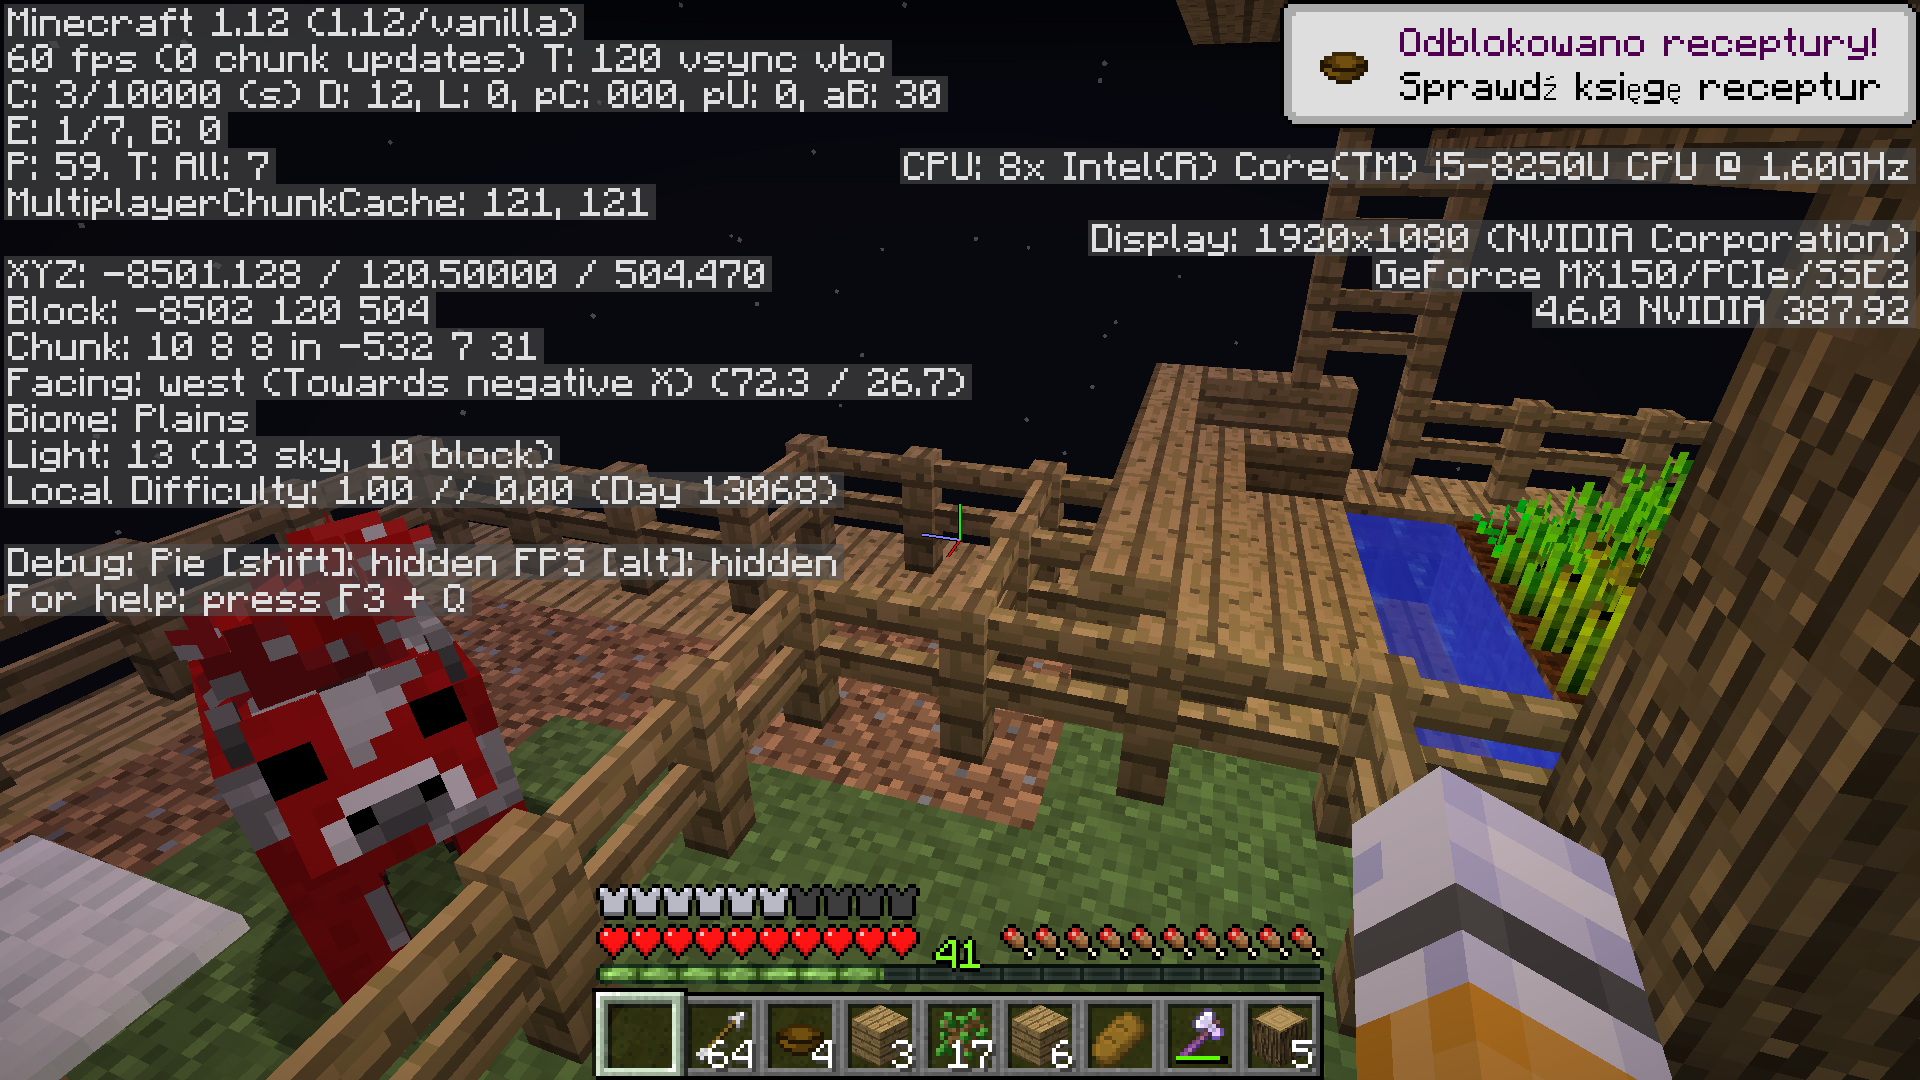 Minecraft 1.12 (1.12/vanilla)
60 fps (0 chunk updates) T: 120 vsync vbo
C: 3/10000 (s) D: 12, L: 0, pC: 000, pU: 0, aB: 30
E: 1/7, B: 0
P: 59. T: All: 7
MultiplayerChunkCache: 121, 121
XYZ: -8501.128 / 120.50000 / 504.470
Block: -8502 120 504
Chunk: 10 8 8 in -532 7 31
Facing: west (Towards negative X) (72.3 / 26.7)
Biome: Plains
Light: 13 (13 sky, 10 block)
Local Difficulty: 1.00 // 0.00 (Day 13068)
Debug: Pie [shift]: hidden FPS [alt]: hidden
For help: press F3 + Q
Odblokowano receptury!
Sprawdź księgę receptur
CPU: 8x Intel(R) Core(TM) i5-8250U CPU @ 1.60GHz
Display: 1920x1080 (NVIDIA Corporation)
GeForce MX150/PCIe/SSE2
4.6.0 NVIDIA 387.92
41
64 4 3 17 6 5